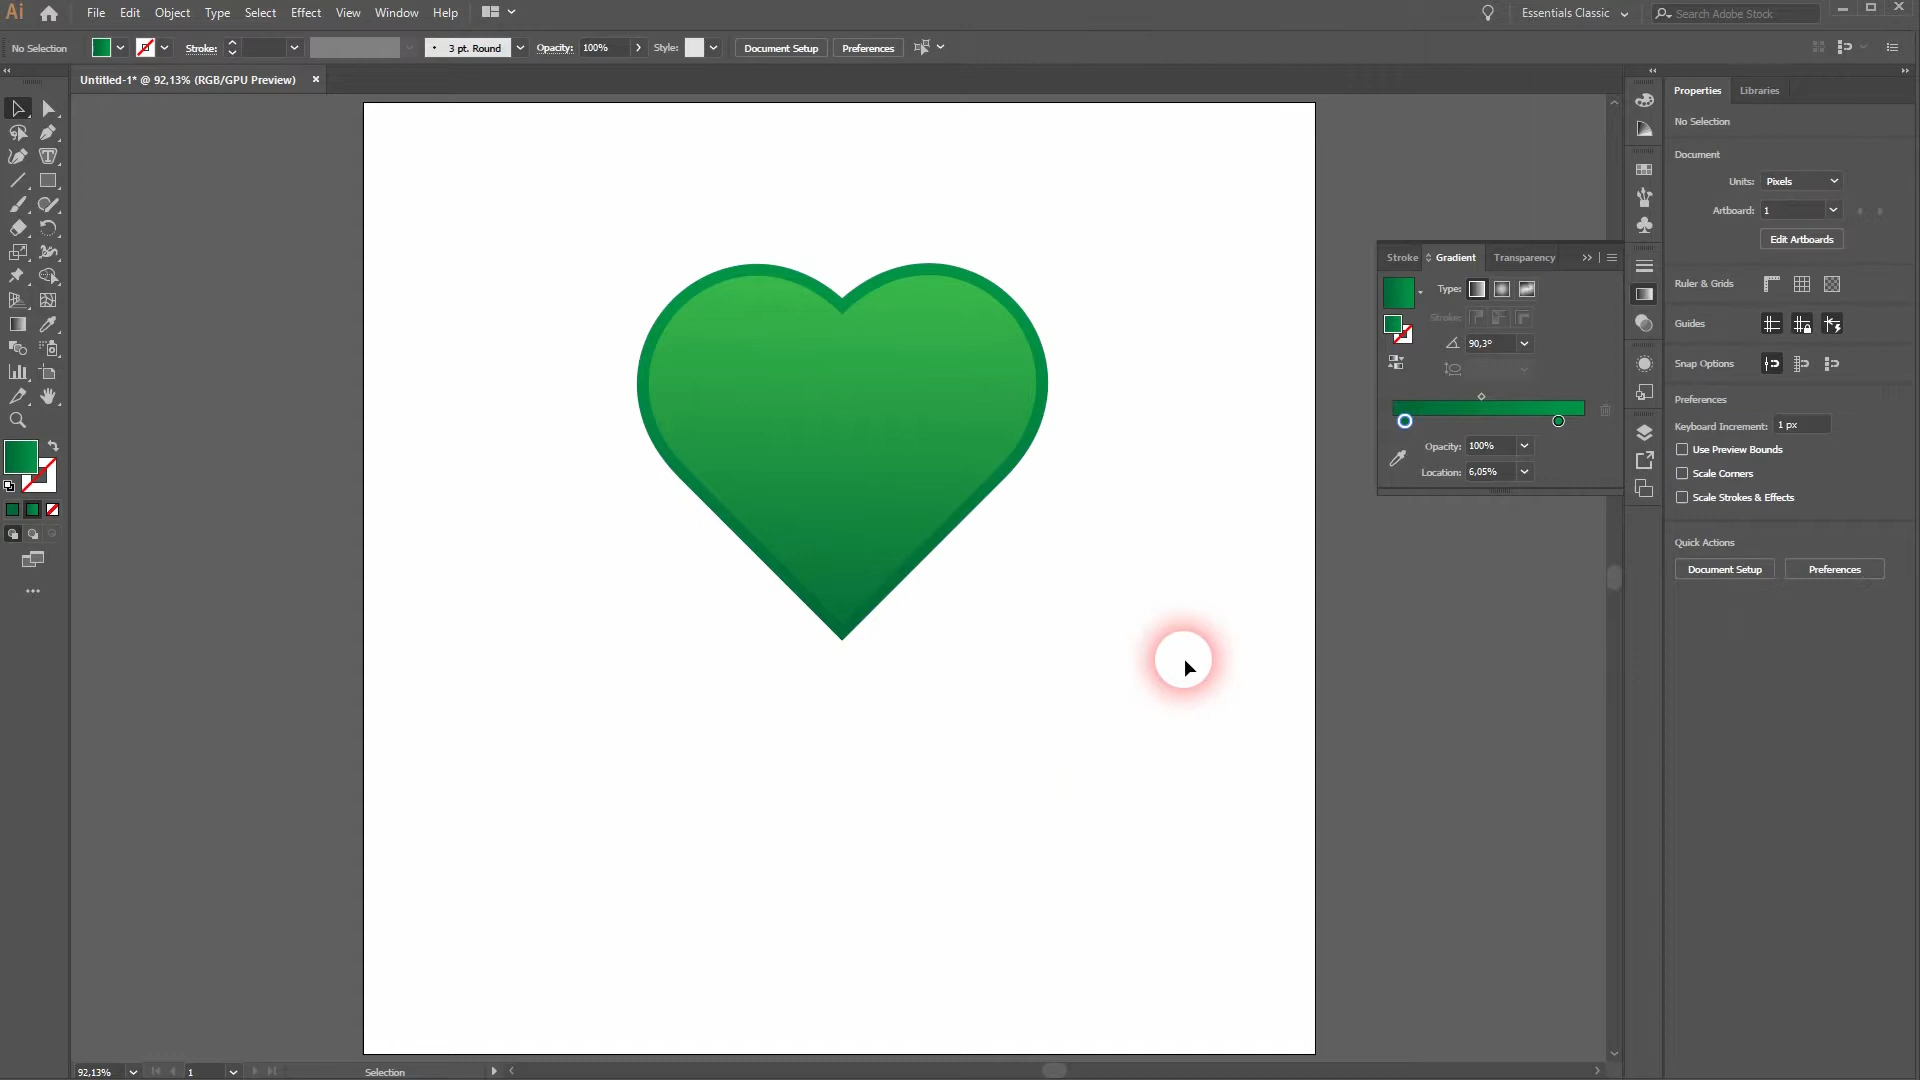 Ai File Edit Object Type Select Effect View Window Help Essentials Classic Search Adobe Stock
No Selection Stroke: 3 pt. Round Opacity: 100% Style: Document Setup Preferences
Untitled-1* @ 92,13% (RGB/GPU Preview) ×
Properties Libraries
No Selection
Document
Units: Pixels
Artboard: 1
Edit Artboards
Ruler & Grids
Guides
Snap Options
Preferences
Keyboard Increment: 1 px
Use Preview Bounds
Scale Corners
Scale Strokes & Effects
Quick Actions
Document Setup Preferences
Stroke Gradient Transparency
Type:
Stroke:
90,3°
Opacity: 100%
Location: 6,05%
92,13% 1 Selection